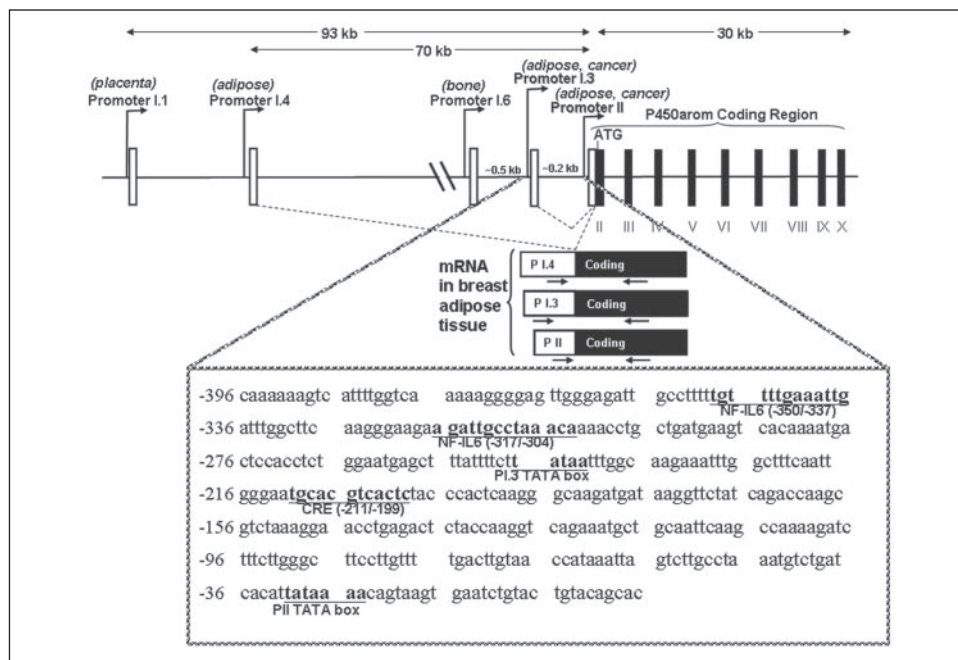 93 kb
30 kb
70 kb
(placenta)
Promoter I.1
(adipose)
Promoter I.4
(bone)
Promoter I.6
(adipose, cancer)
Promoter I.3
(adipose, cancer)
Promoter II
P450arom Coding Region
ATG
~0.5 kb
~0.2 kb
II III IV V VI VII VIII IX X
mRNA
in breast
adipose
tissue
P I.4 Coding
P I.3 Coding
P II Coding
-396 caaaaaagtc attttggtca aaaaggggag ttgggagatt gcctttttgt tttgaaattg
NF-IL6 (-350/-337)
-336 atttggcttc aagggaagaa gattgcctaa acaaaacctg ctgatgaagt cacaaaatga
NF-IL6 (-317/-304)
-276 ctccacctct ggaatgagct ttattttctt ataatttggc aagaaatttg gctttcaatt
PI.3 TATA box
-216 gggaatgcac gtcactctac ccactcaagg gcaagatgat aaggttctat cagaccaagc
CRE (-211/-199)
-156 gtctaaagga acctgagact ctaccaaggt cagaaatgct gcaattcaag ccaaaagatc
-96 tttcttgggc ttccttgttt tgacttgtaa ccataaatta gtcttgccta aatgtctgat
-36 cacattataa aacagtaagt gaatctgtac tgtacagcac
PII TATA box